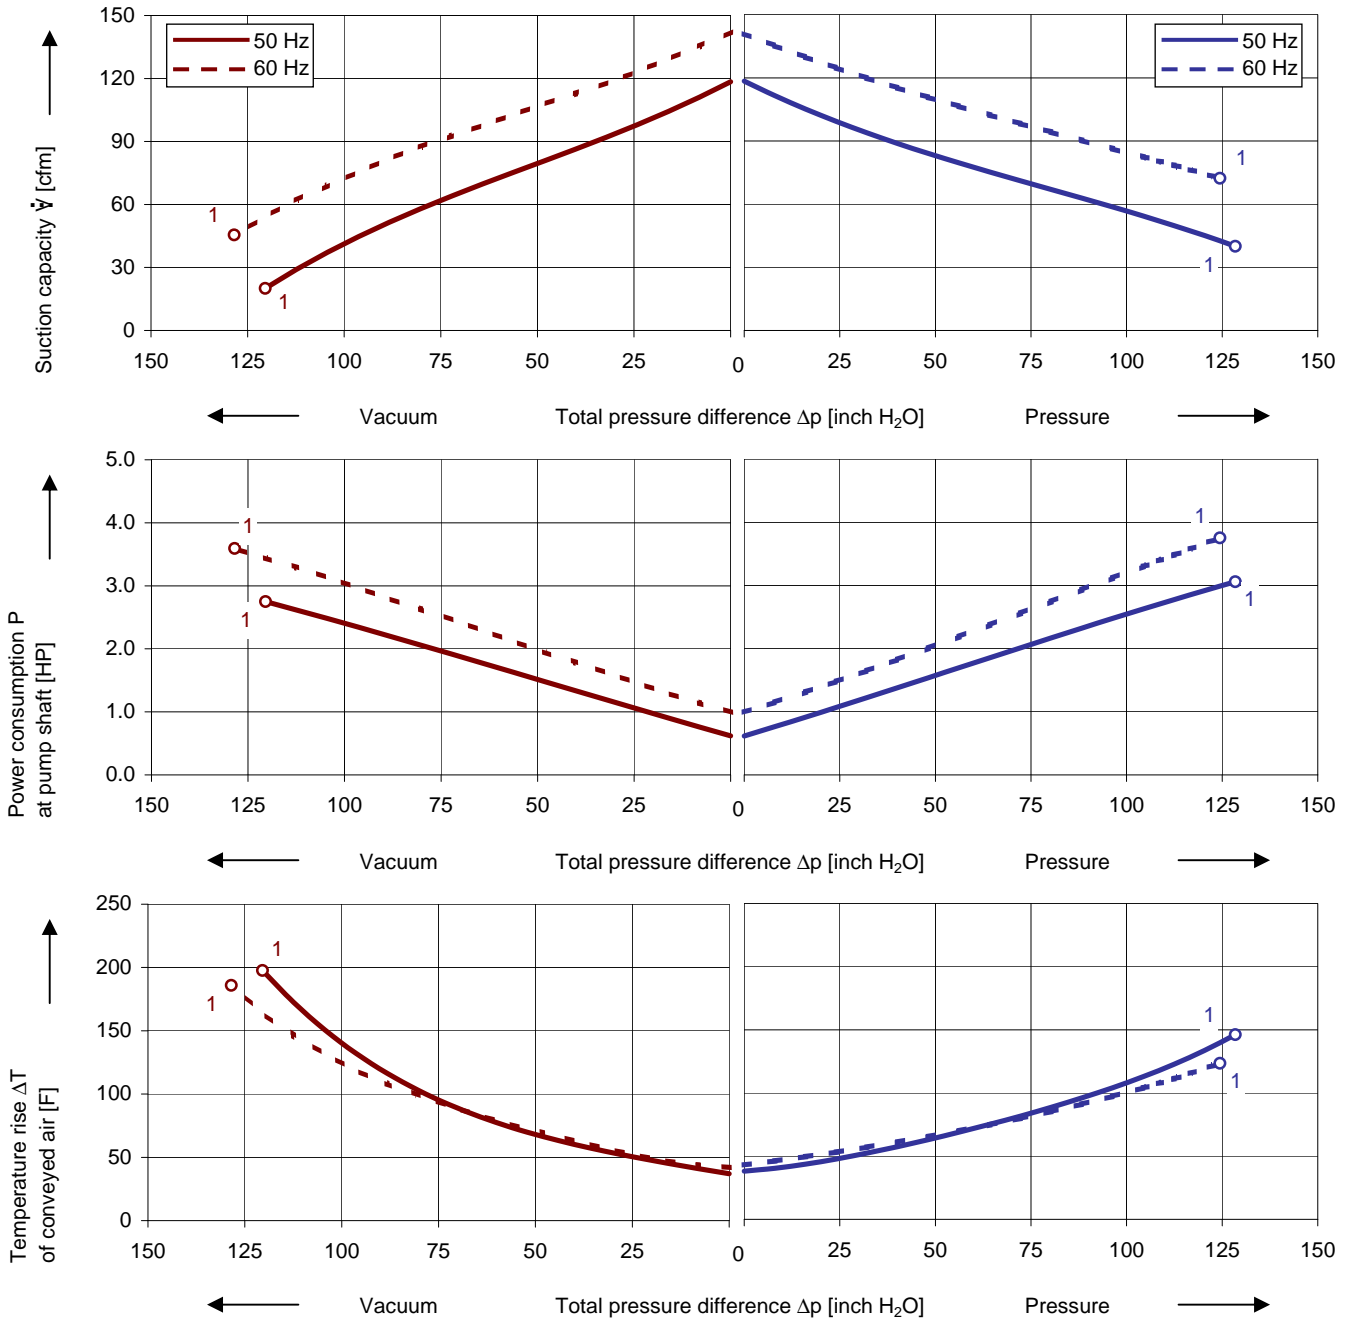 150
120
90
60
30
0
Suction capacity V̇ [cfm]
50 Hz
60 Hz
50 Hz
60 Hz
1
1
1
1
150 125 100 75 50 25 0 25 50 75 100 125 150
Vacuum Total pressure difference Δp [inch H₂O] Pressure
5.0
4.0
3.0
2.0
1.0
0.0
Power consumption P
at pump shaft [HP]
1
1
1
1
150 125 100 75 50 25 0 25 50 75 100 125 150
Vacuum Total pressure difference Δp [inch H₂O] Pressure
250
200
150
100
50
0
Temperature rise ΔT
of conveyed air [F]
1
1
1
1
150 125 100 75 50 25 0 25 50 75 100 125 150
Vacuum Total pressure difference Δp [inch H₂O] Pressure